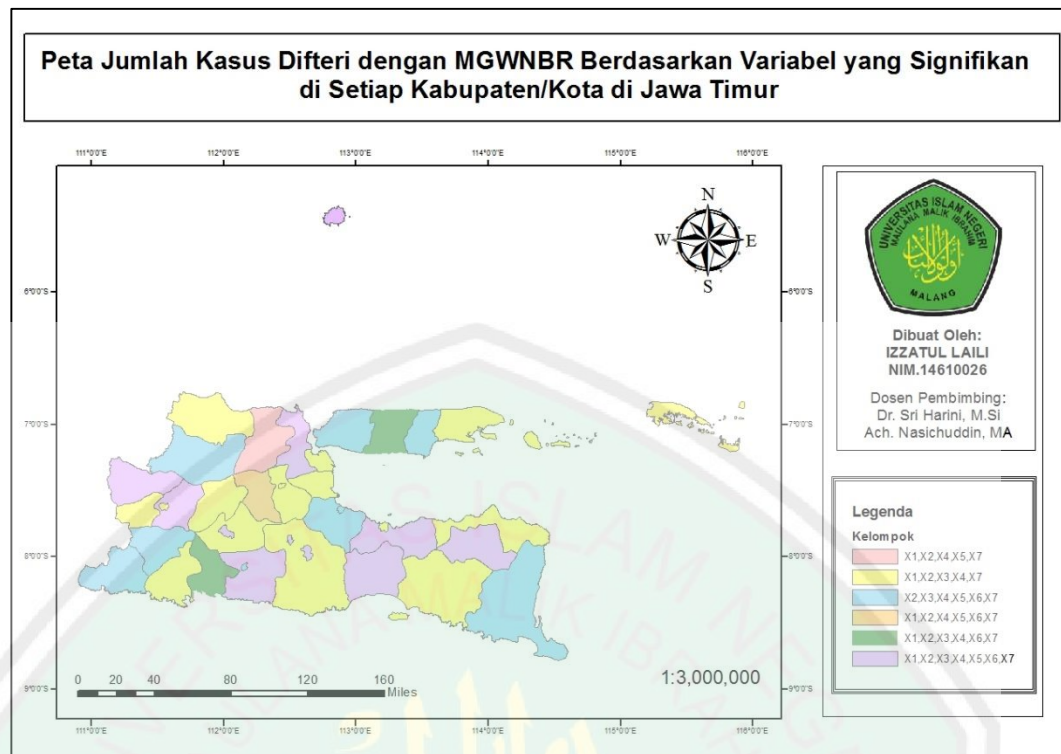 Peta Jumlah Kasus Difteri dengan MGWNBR Berdasarkan Variabel yang Signifikan
di Setiap Kabupaten/Kota di Jawa Timur
111°0'0"E 112°0'0"E 113°0'0"E 114°0'0"E 115°0'0"E 116°0'0"E
N
W E
S
6°0'0"S 6°0'0"S
7°0'0"S 7°0'0"S
8°0'0"S 8°0'0"S
9°0'0"S 9°0'0"S
0 20 40 80 120 160
Miles
1:3,000,000
111°0'0"E 112°0'0"E 113°0'0"E 114°0'0"E 115°0'0"E 116°0'0"E
UNIVERSITAS ISLAM NEGERI
MAULANA MALIK IBRAHIM
MALANG
Dibuat Oleh:
IZZATUL LAILI
NIM.14610026
Dosen Pembimbing:
Dr. Sri Harini, M.Si
Ach. Nasichuddin, MA
Legenda
Kelompok
X1,X2,X4,X5,X7
X1,X2,X3,X4,X7
X2,X3,X4,X5,X6,X7
X1,X2,X4,X5,X6,X7
X1,X2,X3,X4,X6,X7
X1,X2,X3,X4,X5,X6,X7